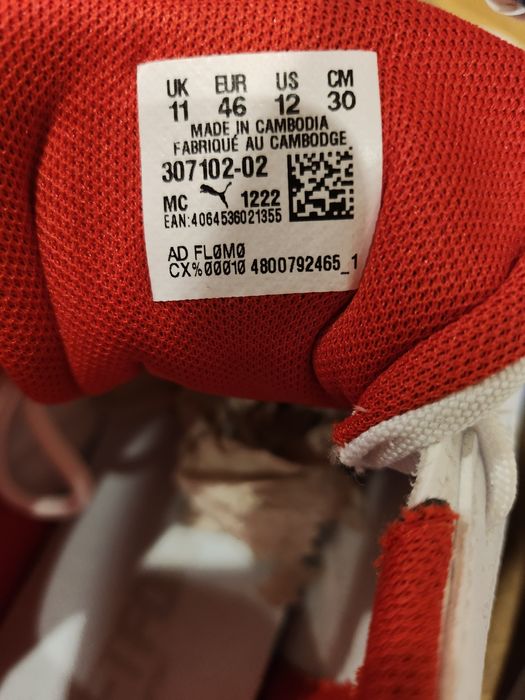 UK EUR US CM
11 46 12 30
MADE IN CAMBODIA
FABRIQUÉ AU CAMBODGE
307102-02
MC 1222
EAN:4064536021355
AD FLØMØ
CX%00010 4800792465_1